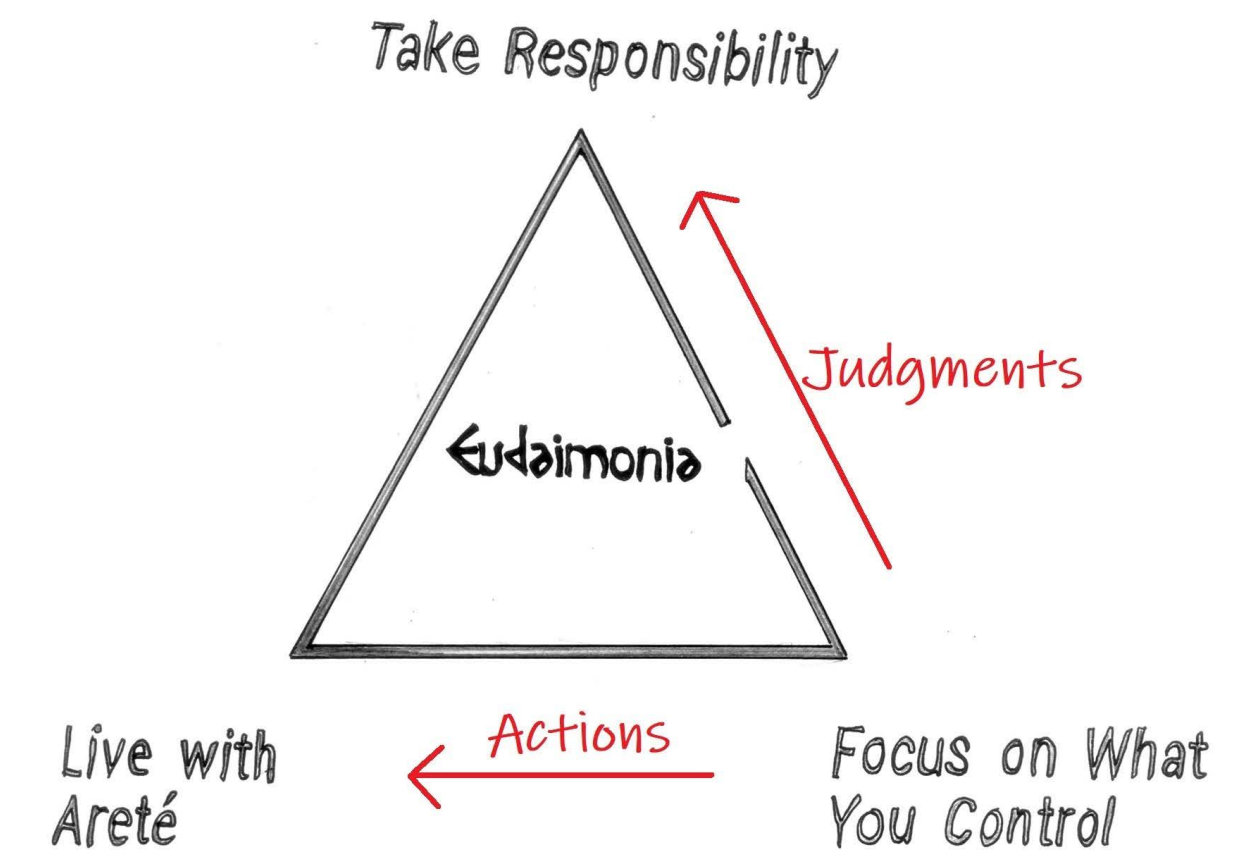 Take Responsibility
Judgments
Eudaimonia
Actions
Live with
Areté
Focus on What
You Control